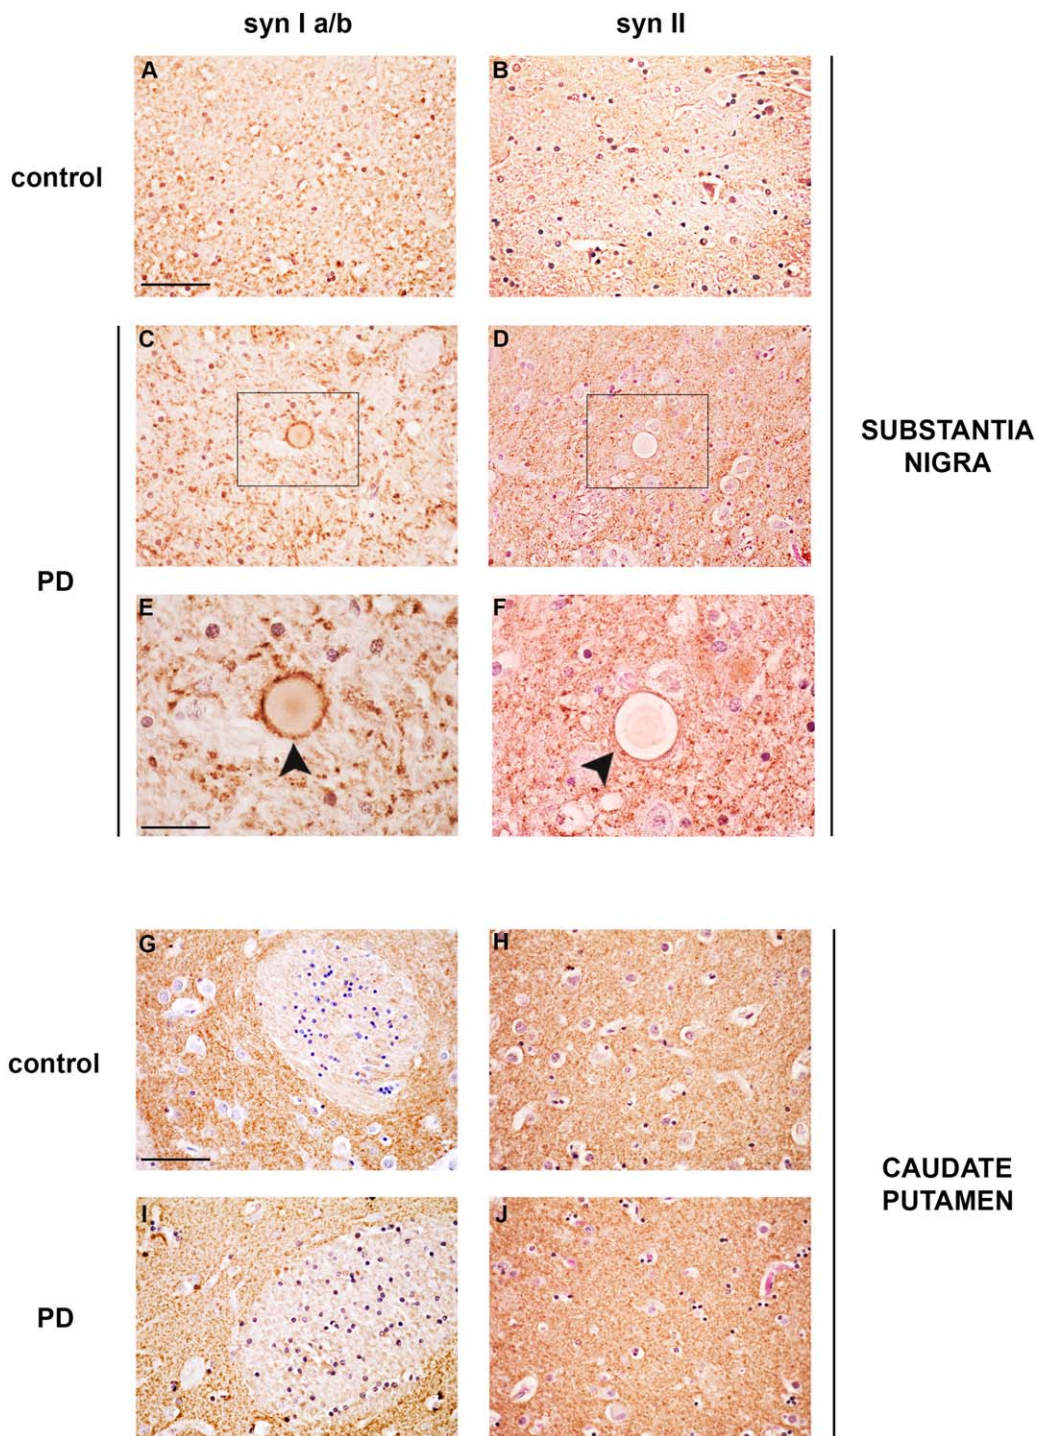 syn I a/b
syn II
A
B
control
C
D
SUBSTANTIA
NIGRA
PD
E
F
G
H
control
CAUDATE
PUTAMEN
I
J
PD